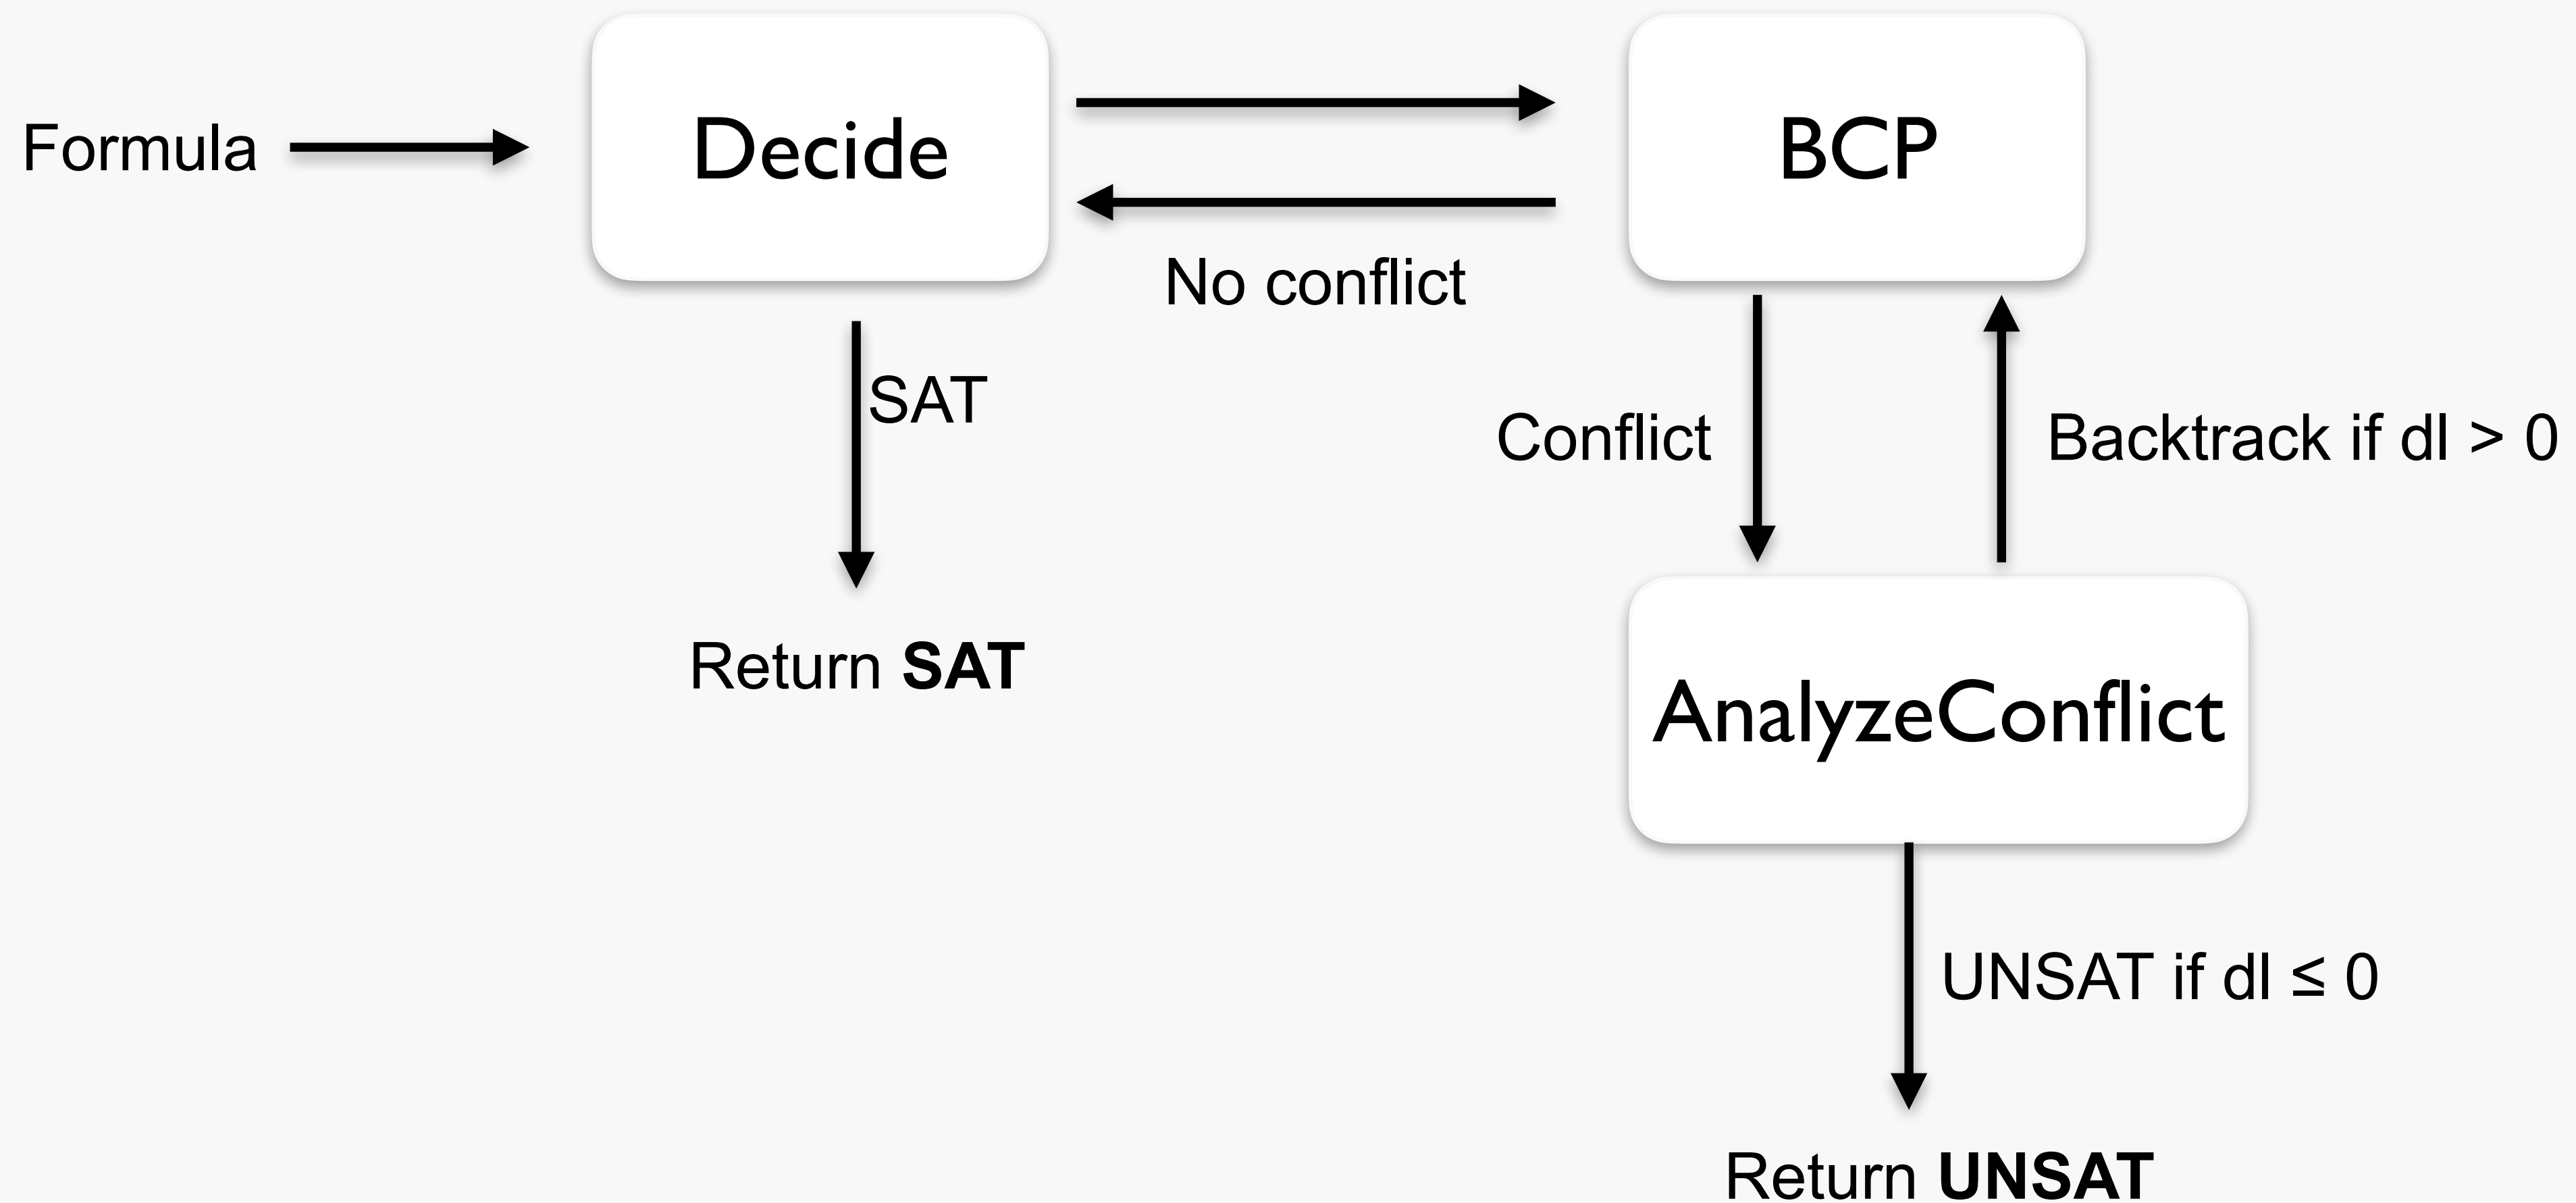 Formula
Decide
BCP
No conflict
SAT
Conflict
Backtrack if dl > 0
Return SAT
AnalyzeConflict
UNSAT if dl ≤ 0
Return UNSAT